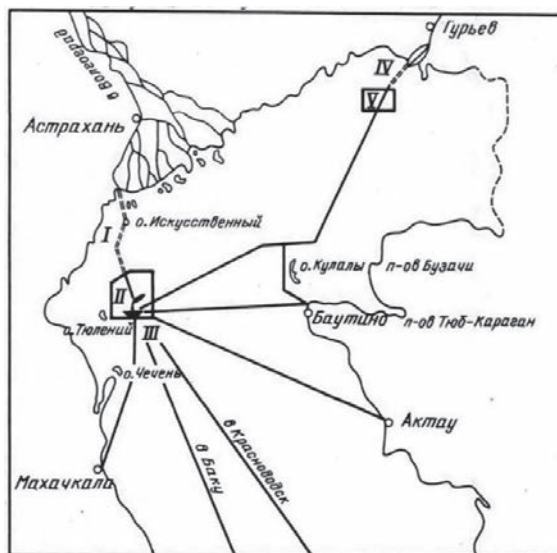 Гурьев
в Волгоград
IV
V
Астрахань
I
о. Искусственный
о. Кулалы
п-ов Бузачи
II
о. Тюлений
III
Баутино
п-ов Тюб-Караган
о. Чечень
Актау
в Красноводск
в Баку
Махачкала